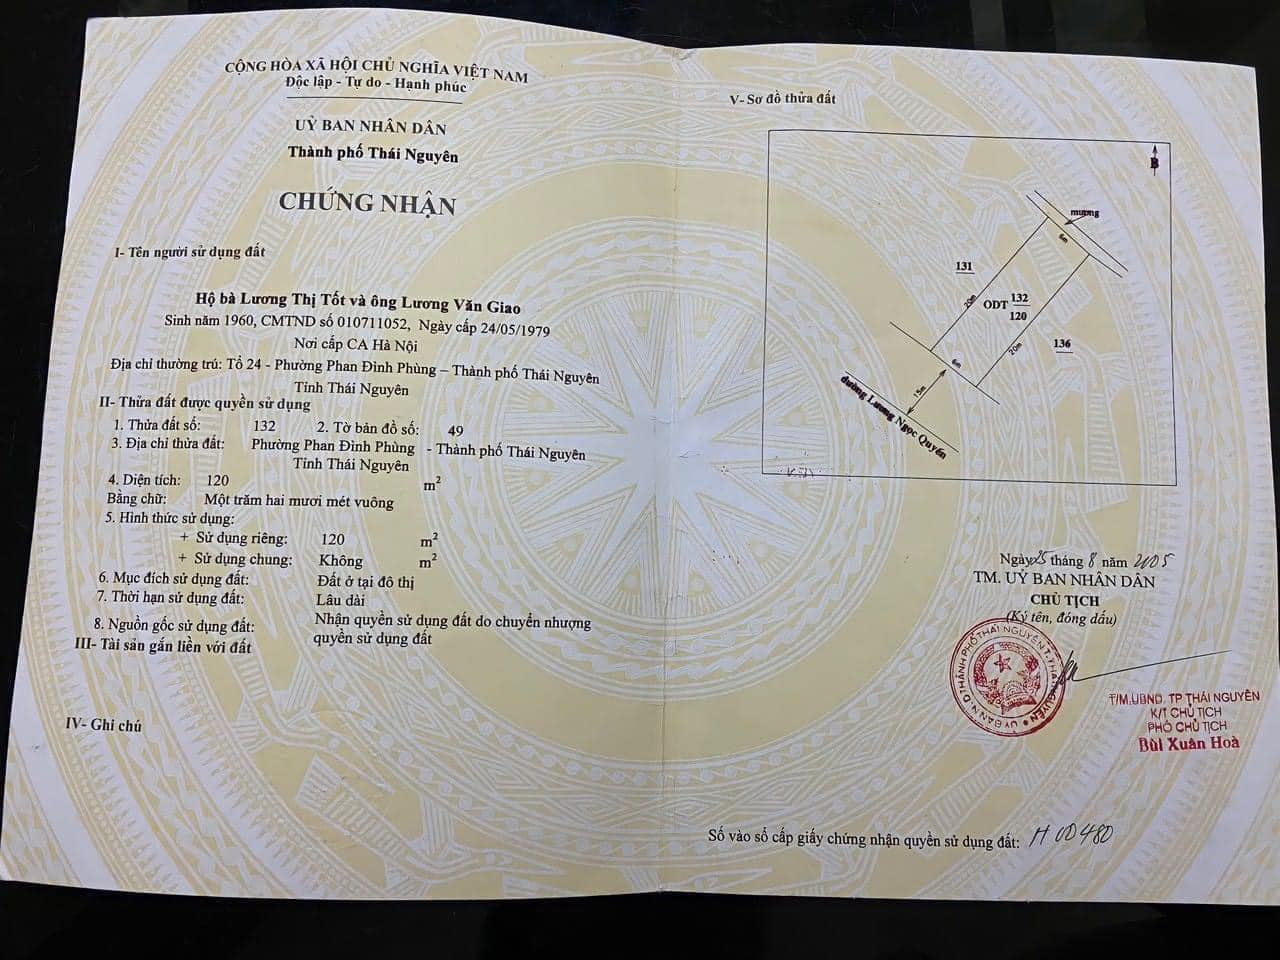 CỘNG HÒA XÃ HỘI CHỦ NGHĨA VIỆT NAM
Độc lập - Tự do - Hạnh phúc
UỶ BAN NHÂN DÂN
Thành phố Thái Nguyên
CHỨNG NHẬN
I- Tên người sử dụng đất
Hộ bà Lương Thị Tốt và ông Lương Văn Giao
Sinh năm 1960, CMTND số 010711052, Ngày cấp 24/05/1979
Nơi cấp CA Hà Nội
Địa chỉ thường trú: Tổ 24 - Phường Phan Đình Phùng – Thành phố Thái Nguyên
Tỉnh Thái Nguyên
II- Thửa đất được quyền sử dụng
1. Thửa đất số: 132 2. Tờ bản đồ số: 49
3. Địa chỉ thửa đất: Phường Phan Đình Phùng - Thành phố Thái Nguyên
Tỉnh Thái Nguyên
4. Diện tích: 120 m²
Bằng chữ: Một trăm hai mươi mét vuông
5. Hình thức sử dụng:
+ Sử dụng riêng: 120 m²
+ Sử dụng chung: Không m²
6. Mục đích sử dụng đất: Đất ở tại đô thị
7. Thời hạn sử dụng đất: Lâu dài
8. Nguồn gốc sử dụng đất: Nhận quyền sử dụng đất do chuyển nhượng
quyền sử dụng đất
III- Tài sản gắn liền với đất
IV- Ghi chú
V- Sơ đồ thửa đất
B
mương
6m
131
20m
ODT 132
120
20m
136
6m
15m
đường Lương Ngọc Quyến
Ngày 25 tháng 8 năm 2005
TM. UỶ BAN NHÂN DÂN
CHỦ TỊCH
(Ký tên, đóng dấu)
ỦY BAN N.D THÀNH PHỐ THÁI NGUYÊN T. THÁI NGUYÊN
T/M.UBND. TP THÁI NGUYÊN
K/T CHỦ TỊCH
PHÓ CHỦ TỊCH
Bùi Xuân Hoà
Số vào sổ cấp giấy chứng nhận quyền sử dụng đất: H 00480